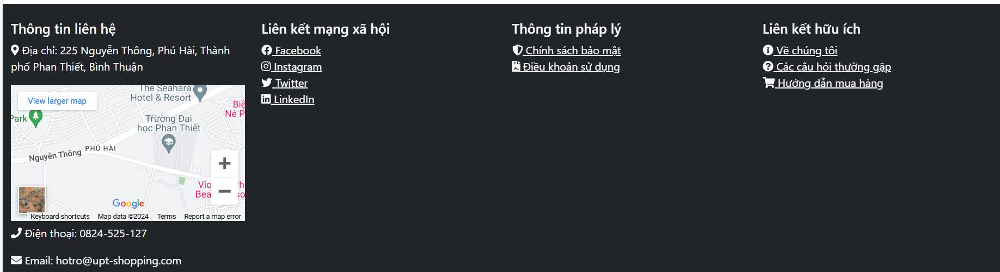 Thông tin liên hệ
Địa chỉ: 225 Nguyễn Thông, Phú Hài, Thành
phố Phan Thiết, Bình Thuận
The Seahara
Hotel & Resort
View larger map
Biệ
Né P
Park
Trường Đại
học Phan Thiết
PHÚ HÀI
Nguyễn Thông
Vic
Bea
Google
Keyboard shortcuts
Map data ©2024
Terms
Report a map error
Điện thoại: 0824-525-127
Email: hotro@upt-shopping.com
Liên kết mạng xã hội
Facebook
Instagram
Twitter
LinkedIn
Thông tin pháp lý
Chính sách bảo mật
Điều khoản sử dụng
Liên kết hữu ích
Về chúng tôi
Các câu hỏi thường gặp
Hướng dẫn mua hàng